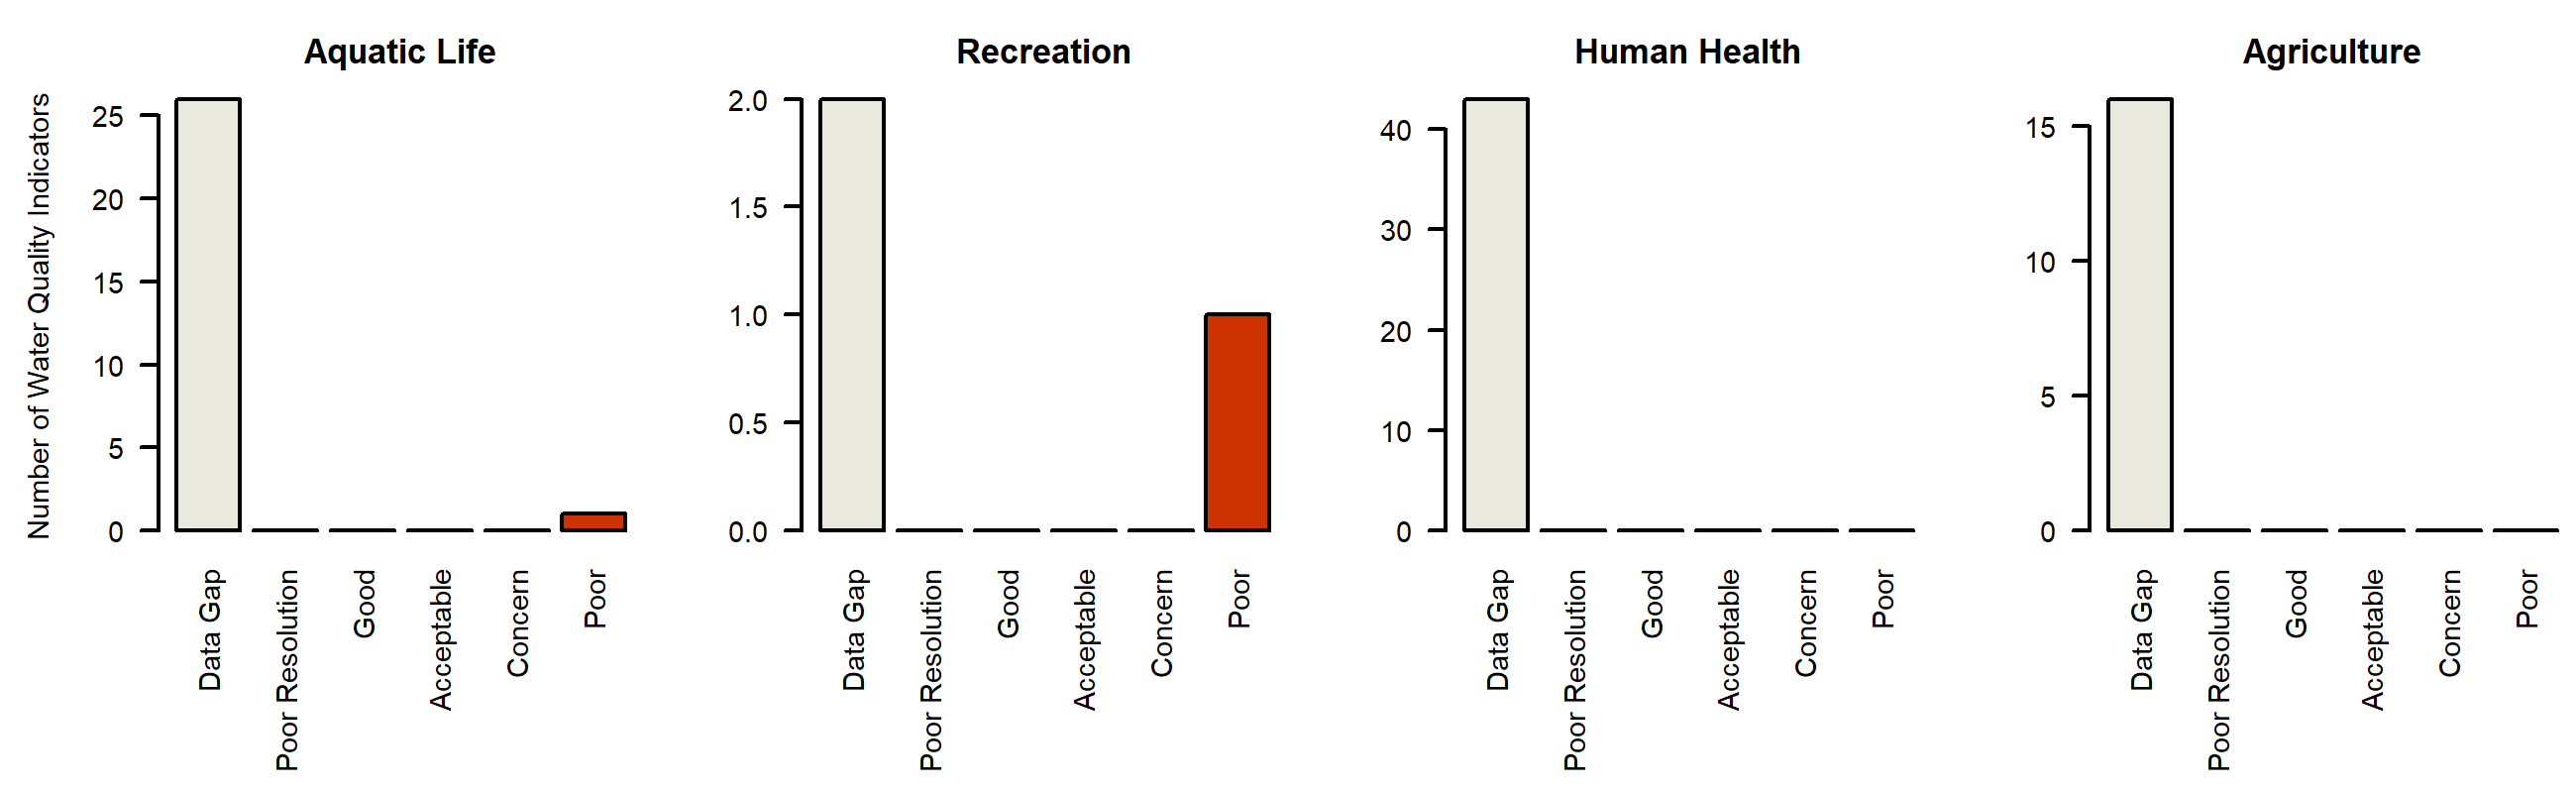 Aquatic Life
Number of Water Quality Indicators
25
20
15
10
5
0
Data Gap
Poor Resolution
Good
Acceptable
Concern
Poor
Recreation
2.0
1.5
1.0
0.5
0.0
Data Gap
Poor Resolution
Good
Acceptable
Concern
Poor
Human Health
40
30
20
10
0
Data Gap
Poor Resolution
Good
Acceptable
Concern
Poor
Agriculture
15
10
5
0
Data Gap
Poor Resolution
Good
Acceptable
Concern
Poor